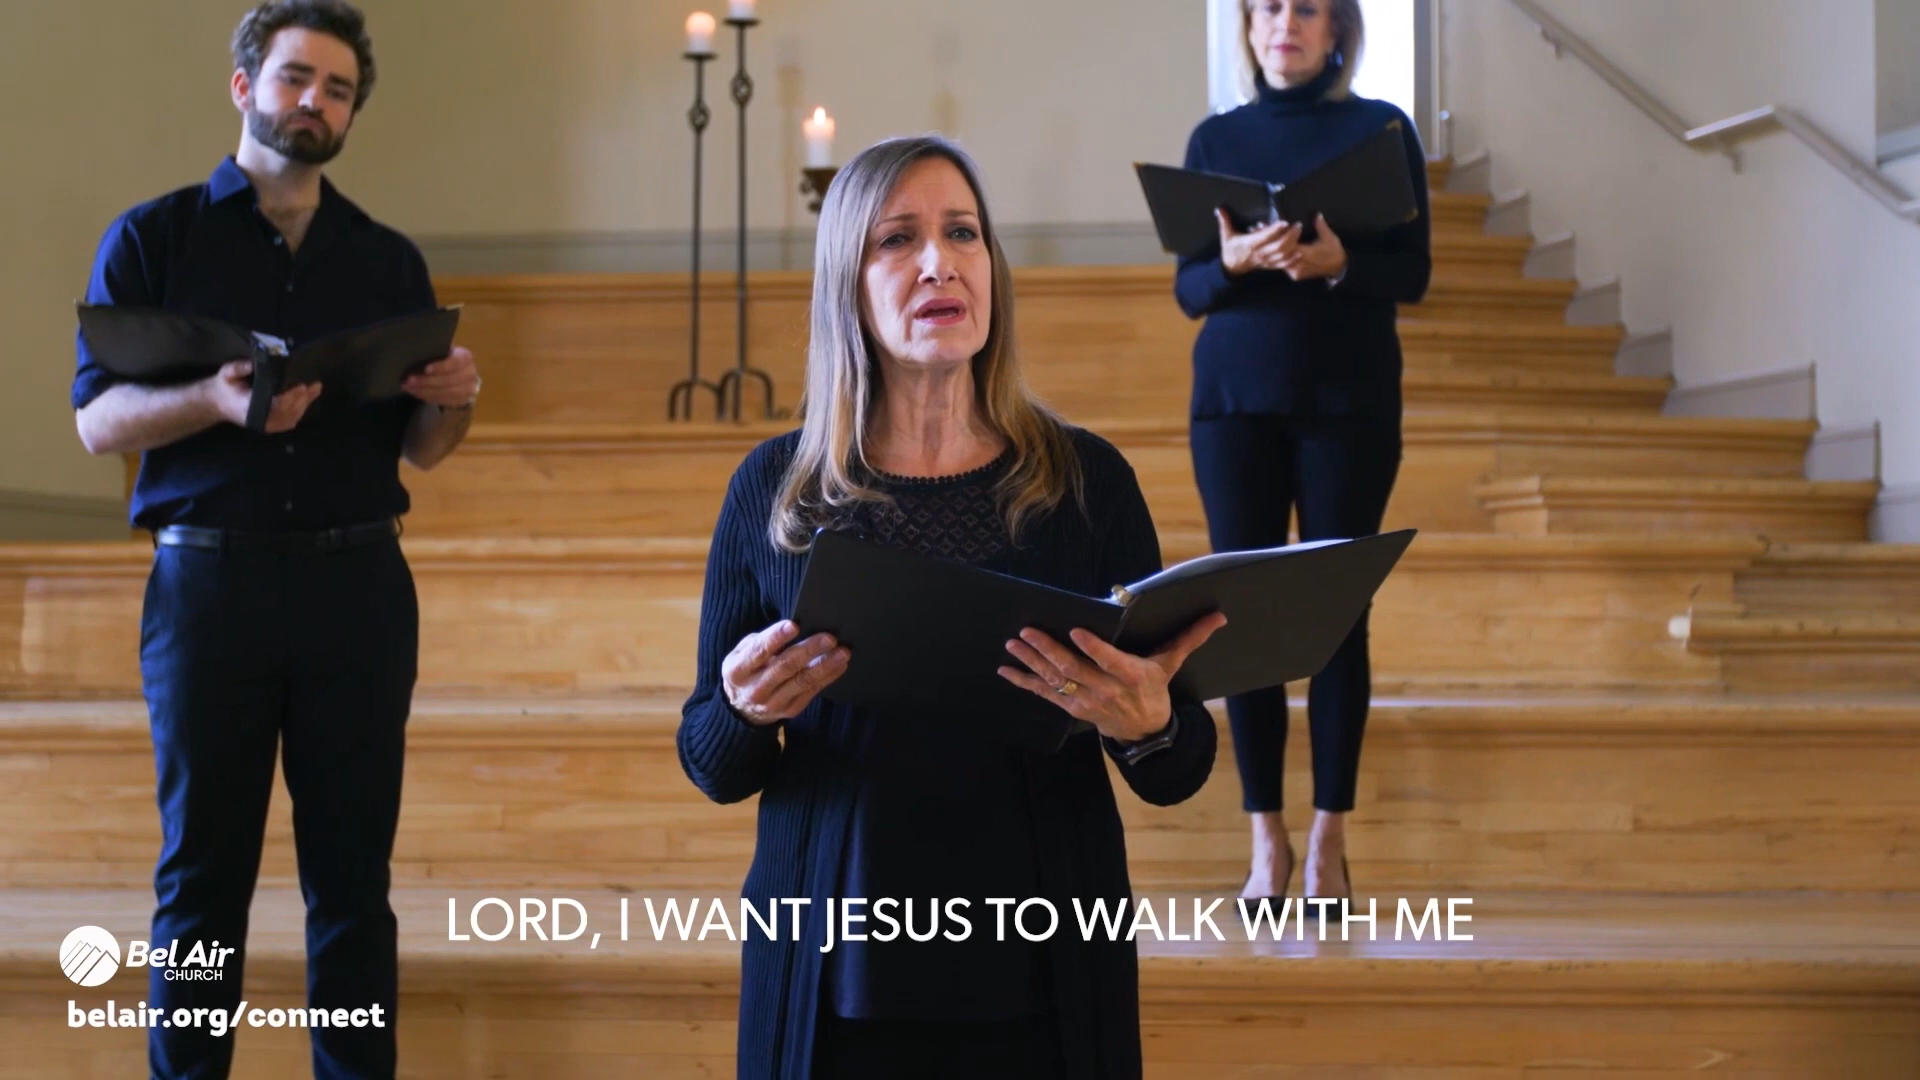 LORD, I WANT JESUS TO WALK WITH ME
Bel Air
CHURCH
belair.org/connect